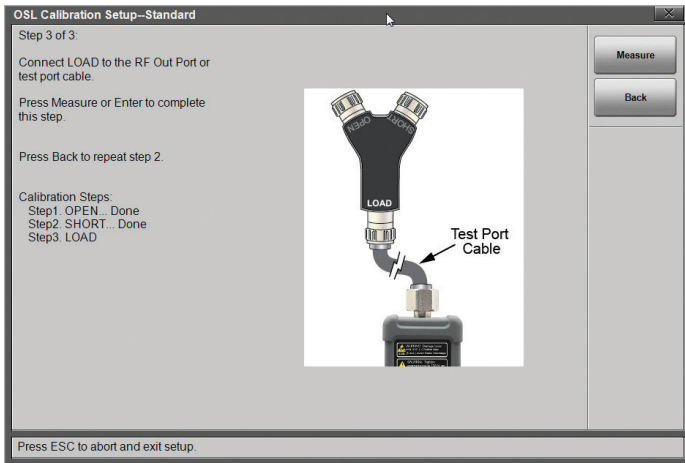 OSL Calibration Setup--Standard
Step 3 of 3:
Connect LOAD to the RF Out Port or
test port cable.
Press Measure or Enter to complete
this step.
Press Back to repeat step 2.
Calibration Steps:
Step1. OPEN... Done
Step2. SHORT... Done
Step3. LOAD
OPEN
SHORT
LOAD
Test Port
Cable
Measure
Back
Press ESC to abort and exit setup.